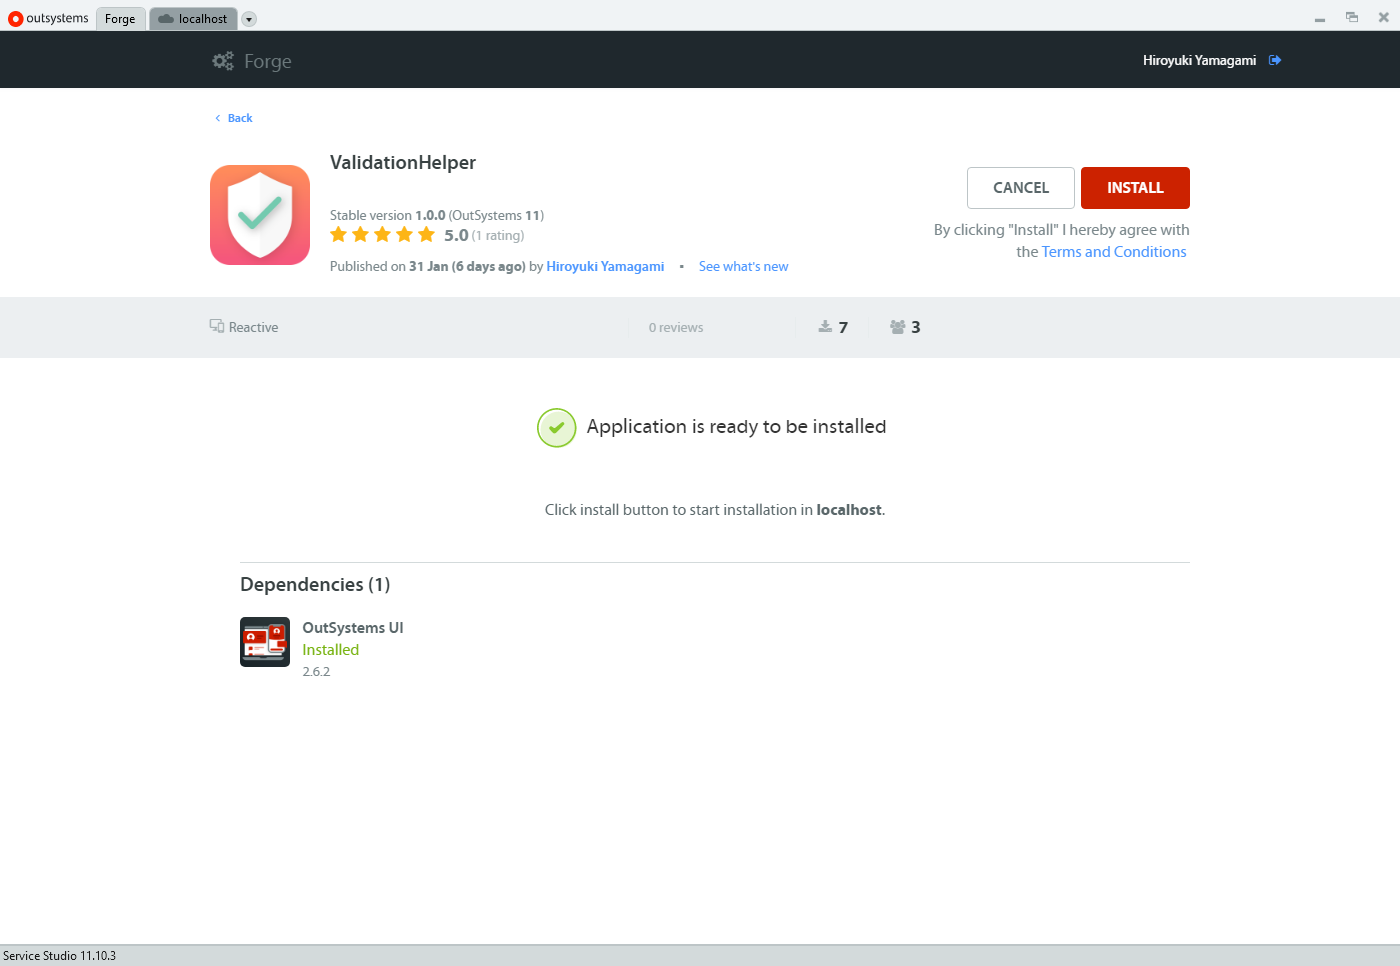 outsystems
Forge
localhost
Forge
Hiroyuki Yamagami
Back
ValidationHelper
CANCEL
INSTALL
Stable version 1.0.0 (OutSystems 11)
5.0 (1 rating)
By clicking "Install" I hereby agree with
the Terms and Conditions
Published on 31 Jan (6 days ago) by Hiroyuki Yamagami • See what's new
Reactive
0 reviews
7
3
Application is ready to be installed
Click install button to start installation in localhost.
Dependencies (1)
OutSystems UI
Installed
2.6.2
Service Studio 11.10.3